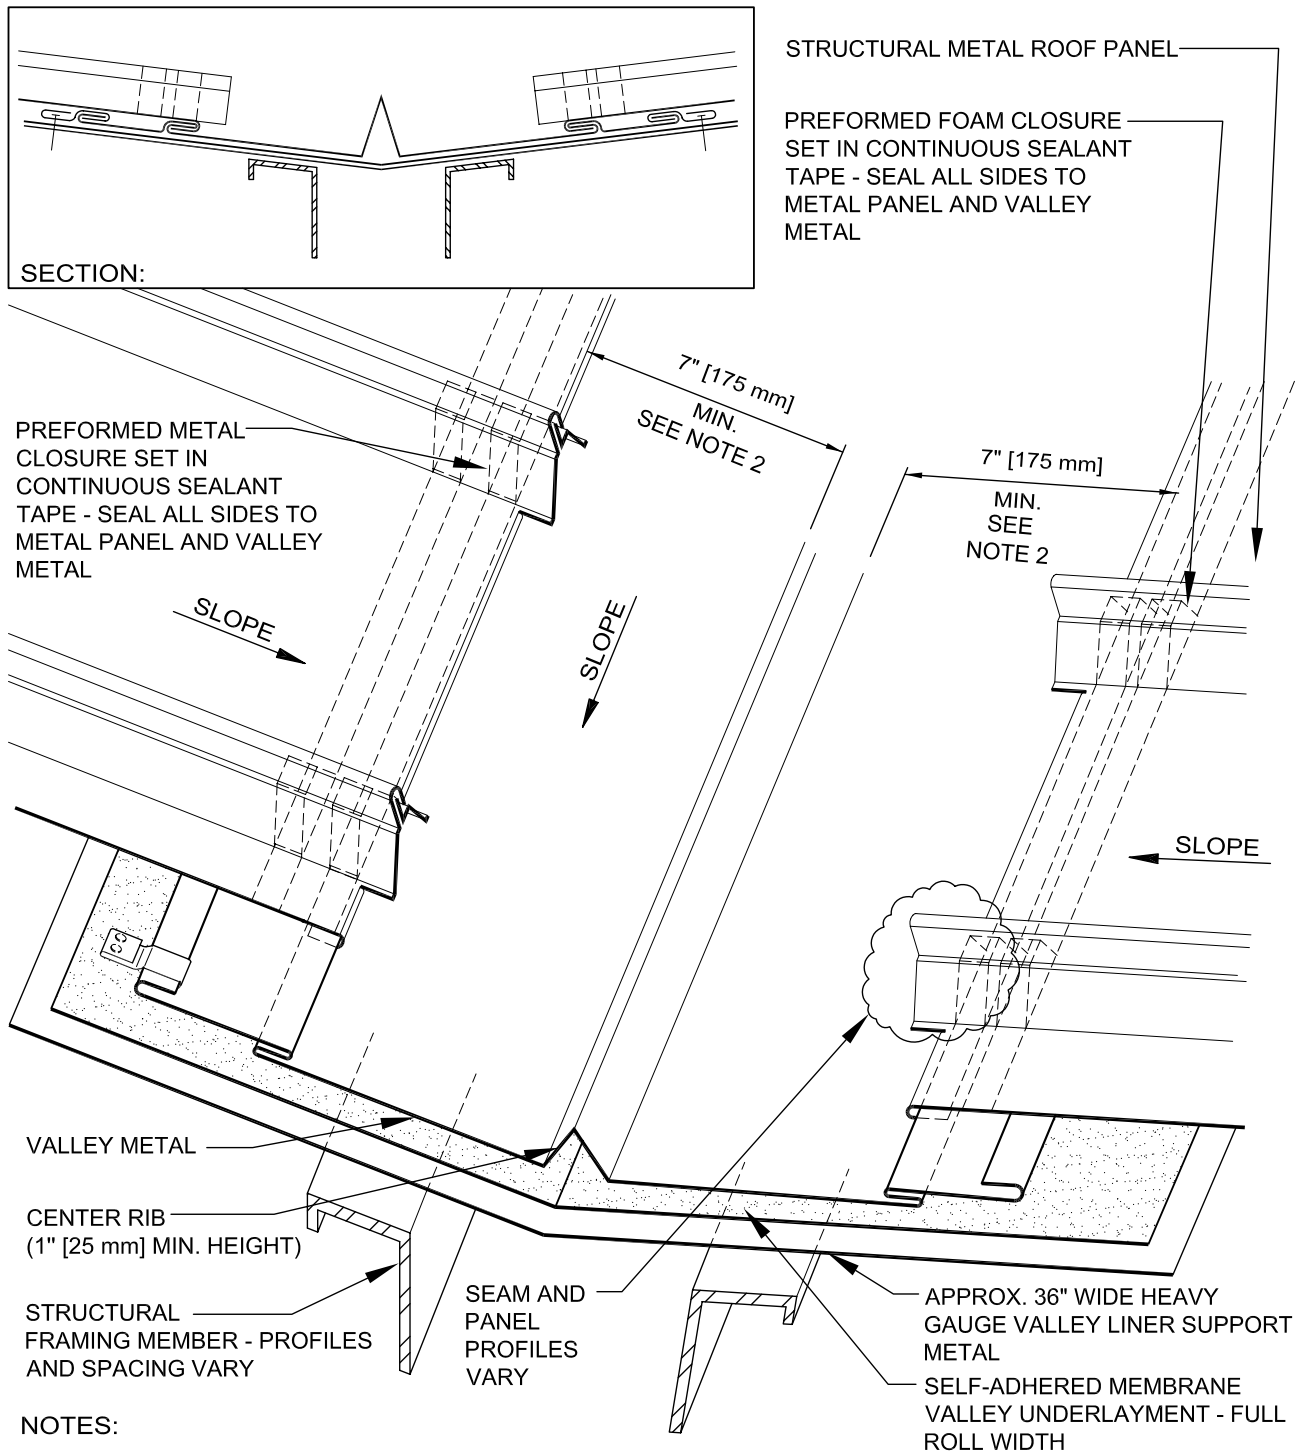 SECTION:
STRUCTURAL METAL ROOF PANEL
PREFORMED FOAM CLOSURE
SET IN CONTINUOUS SEALANT
TAPE - SEAL ALL SIDES TO
METAL PANEL AND VALLEY
METAL
7" [175 mm]
MIN.
SEE NOTE 2
7" [175 mm]
MIN.
SEE
NOTE 2
PREFORMED METAL
CLOSURE SET IN
CONTINUOUS SEALANT
TAPE - SEAL ALL SIDES TO
METAL PANEL AND VALLEY
METAL
SLOPE
SLOPE
SLOPE
VALLEY METAL
CENTER RIB
(1" [25 mm] MIN. HEIGHT)
STRUCTURAL
FRAMING MEMBER - PROFILES
AND SPACING VARY
SEAM AND
PANEL
PROFILES
VARY
APPROX. 36" WIDE HEAVY
GAUGE VALLEY LINER SUPPORT
METAL
SELF-ADHERED MEMBRANE
VALLEY UNDERLAYMENT - FULL
ROLL WIDTH
NOTES: